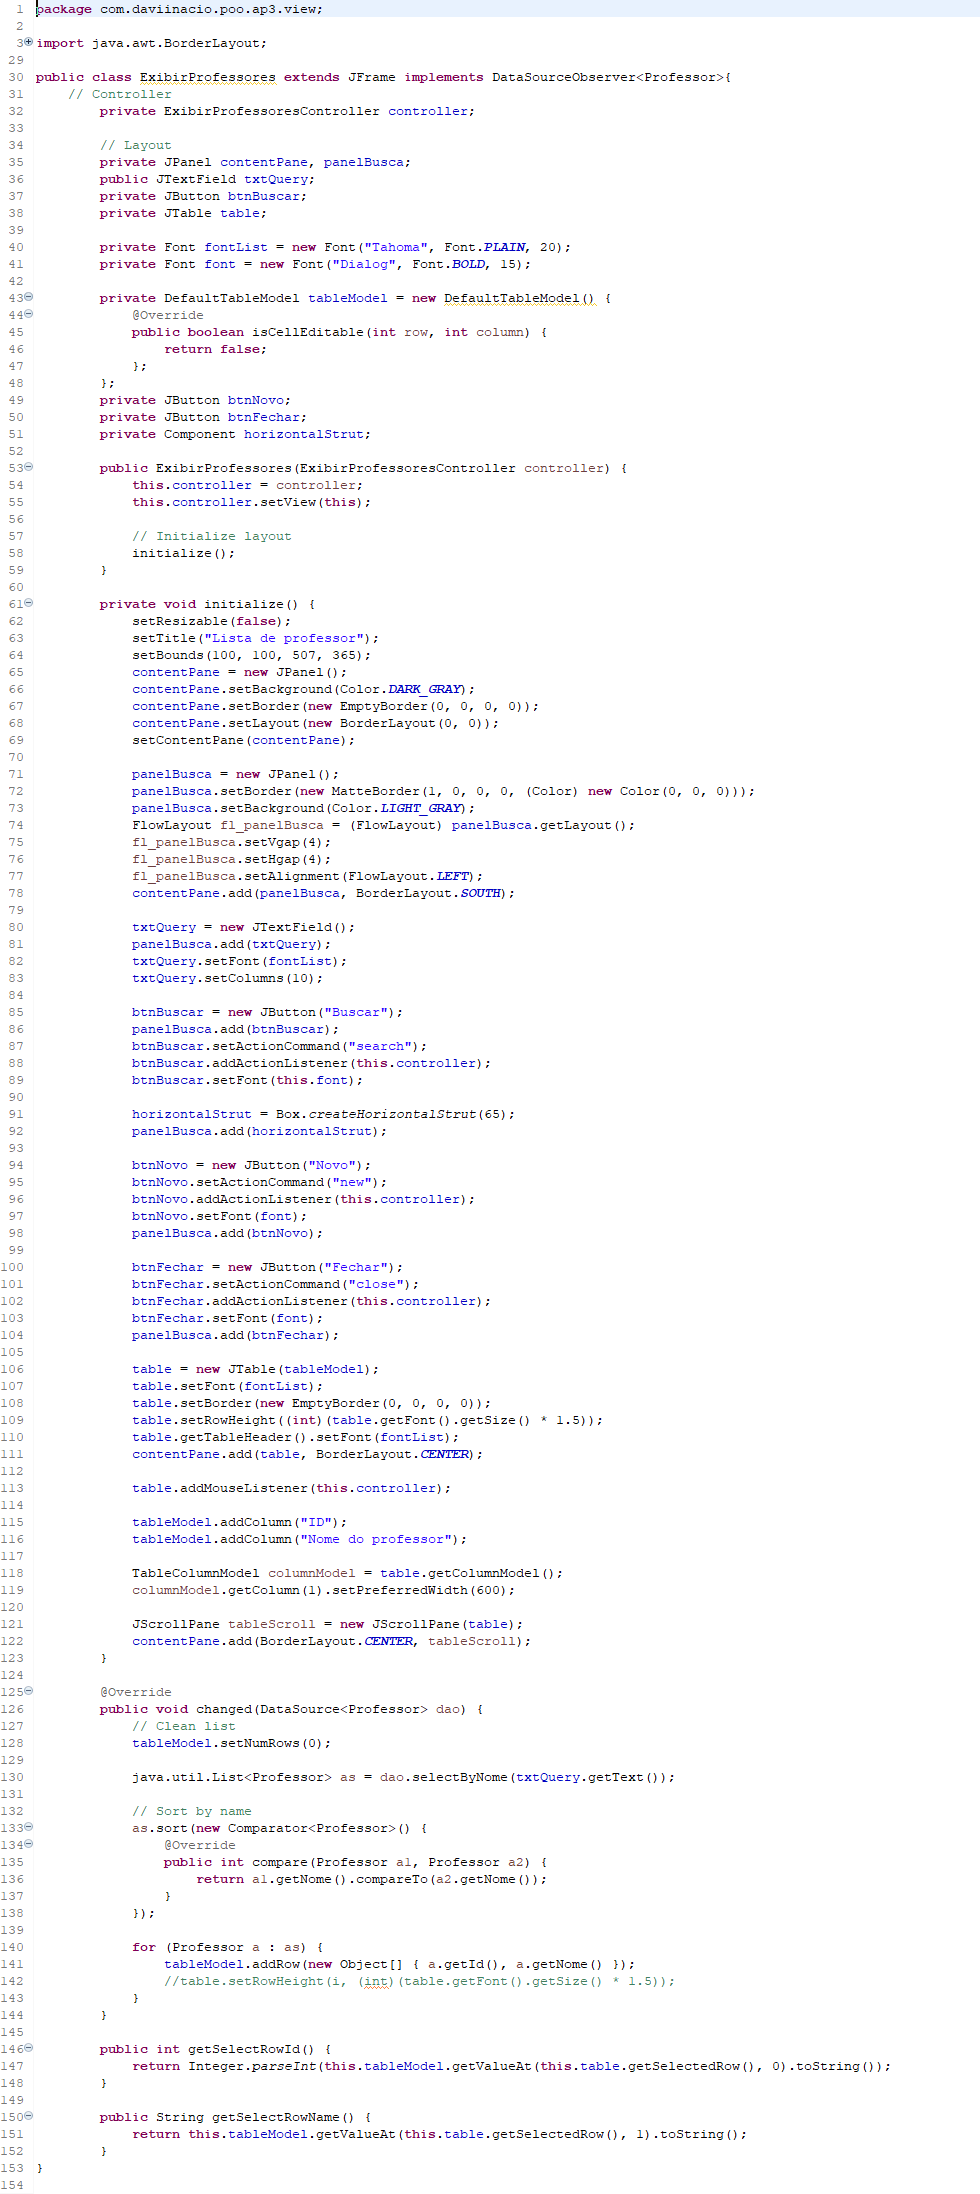 1 package com.daviinacio.poo.ap3.view;
2
3 import java.awt.BorderLayout;
29
30 public class ExibirProfessores extends JFrame implements DataSourceObserver<Professor>{
31 // Controller
32 private ExibirProfessoresController controller;
33
34 // Layout
35 private JPanel contentPane, panelBusca;
36 public JTextField txtQuery;
37 private JButton btnBuscar;
38 private JTable table;
39
40 private Font fontList = new Font("Tahoma", Font.PLAIN, 20);
41 private Font font = new Font("Dialog", Font.BOLD, 15);
42
43 private DefaultTableModel tableModel = new DefaultTableModel() {
44 @Override
45 public boolean isCellEditable(int row, int column) {
46 return false;
47 };
48 };
49 private JButton btnNovo;
50 private JButton btnFechar;
51 private Component horizontalStrut;
52
53 public ExibirProfessores(ExibirProfessoresController controller) {
54 this.controller = controller;
55 this.controller.setView(this);
56
57 // Initialize layout
58 initialize();
59 }
60
61 private void initialize() {
62 setResizable(false);
63 setTitle("Lista de professor");
64 setBounds(100, 100, 507, 365);
65 contentPane = new JPanel();
66 contentPane.setBackground(Color.DARK_GRAY);
67 contentPane.setBorder(new EmptyBorder(0, 0, 0, 0));
68 contentPane.setLayout(new BorderLayout(0, 0));
69 setContentPane(contentPane);
70
71 panelBusca = new JPanel();
72 panelBusca.setBorder(new MatteBorder(1, 0, 0, 0, (Color) new Color(0, 0, 0)));
73 panelBusca.setBackground(Color.LIGHT_GRAY);
74 FlowLayout fl_panelBusca = (FlowLayout) panelBusca.getLayout();
75 fl_panelBusca.setVgap(4);
76 fl_panelBusca.setHgap(4);
77 fl_panelBusca.setAlignment(FlowLayout.LEFT);
78 contentPane.add(panelBusca, BorderLayout.SOUTH);
79
80 txtQuery = new JTextField();
81 panelBusca.add(txtQuery);
82 txtQuery.setFont(fontList);
83 txtQuery.setColumns(10);
84
85 btnBuscar = new JButton("Buscar");
86 panelBusca.add(btnBuscar);
87 btnBuscar.setActionCommand("search");
88 btnBuscar.addActionListener(this.controller);
89 btnBuscar.setFont(this.font);
90
91 horizontalStrut = Box.createHorizontalStrut(65);
92 panelBusca.add(horizontalStrut);
93
94 btnNovo = new JButton("Novo");
95 btnNovo.setActionCommand("new");
96 btnNovo.addActionListener(this.controller);
97 btnNovo.setFont(font);
98 panelBusca.add(btnNovo);
99
100 btnFechar = new JButton("Fechar");
101 btnFechar.setActionCommand("close");
102 btnFechar.addActionListener(this.controller);
103 btnFechar.setFont(font);
104 panelBusca.add(btnFechar);
105
106 table = new JTable(tableModel);
107 table.setFont(fontList);
108 table.setBorder(new EmptyBorder(0, 0, 0, 0));
109 table.setRowHeight((int)(table.getFont().getSize() * 1.5));
110 table.getTableHeader().setFont(fontList);
111 contentPane.add(table, BorderLayout.CENTER);
112
113 table.addMouseListener(this.controller);
114
115 tableModel.addColumn("ID");
116 tableModel.addColumn("Nome do professor");
117
118 TableColumnModel columnModel = table.getColumnModel();
119 columnModel.getColumn(1).setPreferredWidth(600);
120
121 JScrollPane tableScroll = new JScrollPane(table);
122 contentPane.add(BorderLayout.CENTER, tableScroll);
123 }
124
125 @Override
126 public void changed(DataSource<Professor> dao) {
127 // Clean list
128 tableModel.setNumRows(0);
129
130 java.util.List<Professor> as = dao.selectByNome(txtQuery.getText());
131
132 // Sort by name
133 as.sort(new Comparator<Professor>() {
134 @Override
135 public int compare(Professor a1, Professor a2) {
136 return a1.getNome().compareTo(a2.getNome());
137 }
138 });
139
140 for (Professor a : as) {
141 tableModel.addRow(new Object[] { a.getId(), a.getNome() });
142 //table.setRowHeight(i, (int)(table.getFont().getSize() * 1.5));
143 }
144 }
145
146 public int getSelectRowId() {
147 return Integer.parseInt(this.tableModel.getValueAt(this.table.getSelectedRow(), 0).toString());
148 }
149
150 public String getSelectRowName() {
151 return this.tableModel.getValueAt(this.table.getSelectedRow(), 1).toString();
152 }
153 }
154